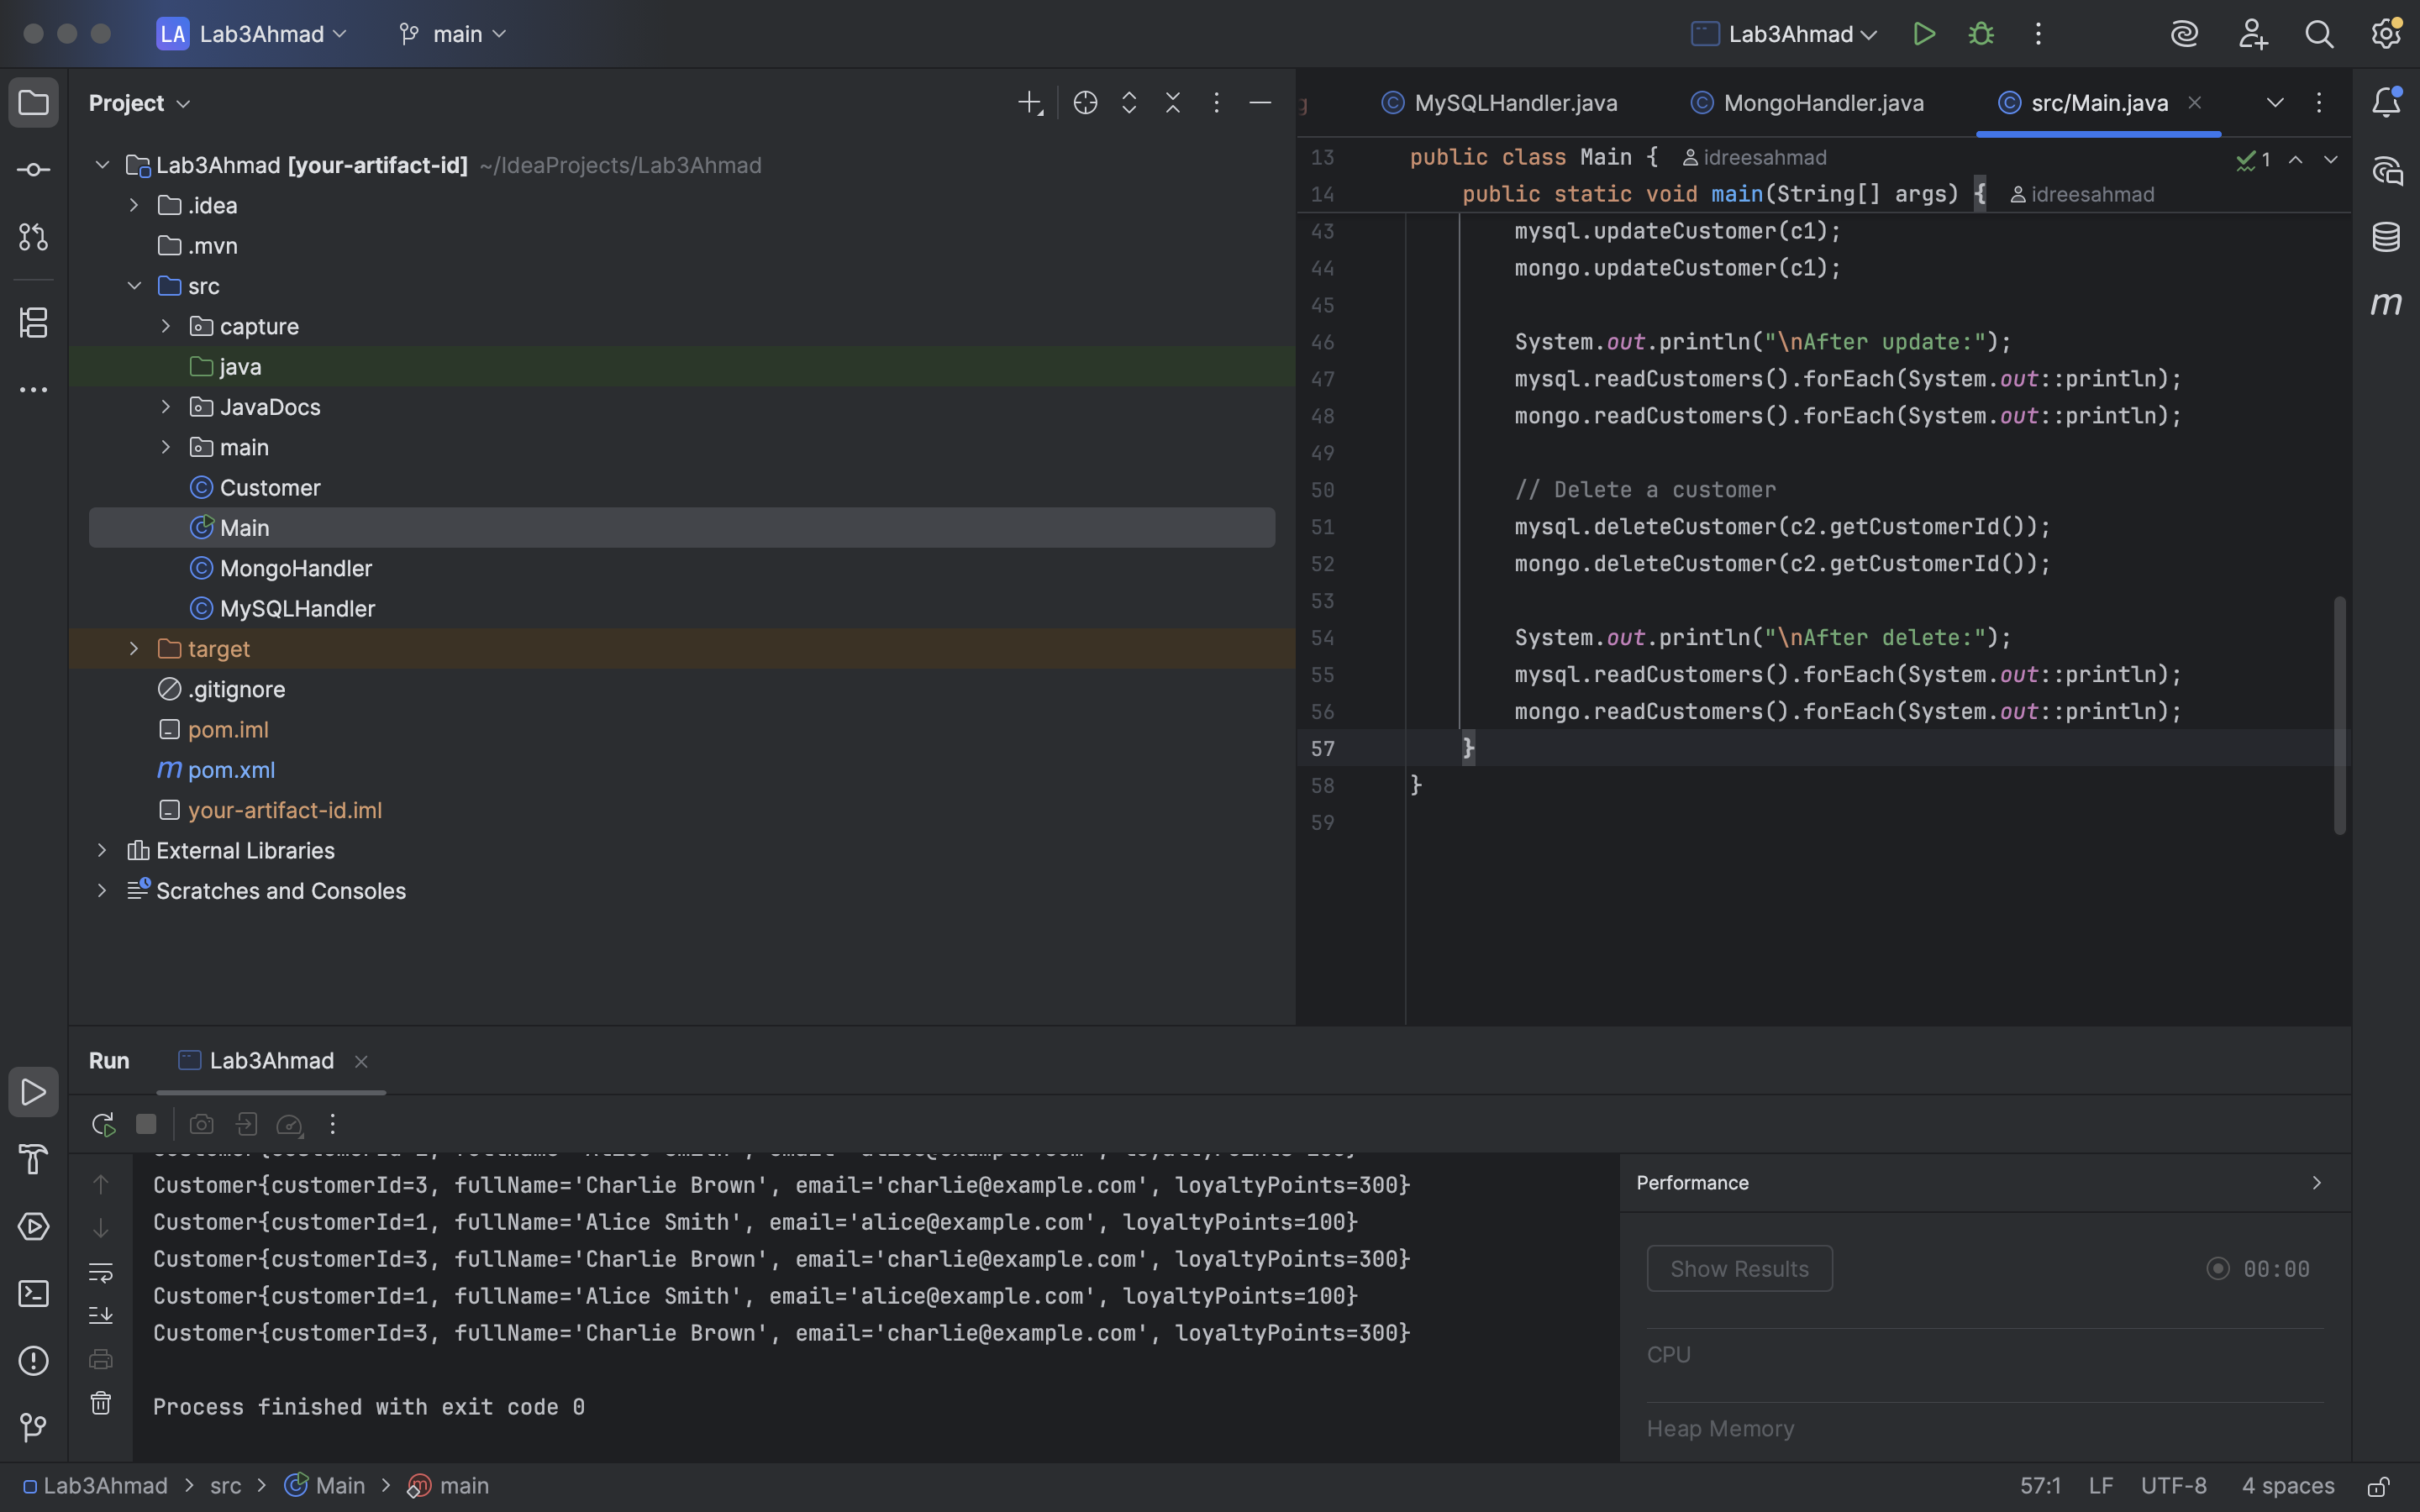 LA Lab3Ahmad main Lab3Ahmad
Project
MySQLHandler.java MongoHandler.java src/Main.java
Lab3Ahmad [your-artifact-id] ~/IdeaProjects/Lab3Ahmad
.idea
.mvn
src
capture
java
JavaDocs
main
Customer
Main
MongoHandler
MySQLHandler
target
.gitignore
pom.iml
m pom.xml
your-artifact-id.iml
External Libraries
Scratches and Consoles
13 public class Main { idreesahmad
1
14 public static void main(String[] args) { idreesahmad
43 mysql.updateCustomer(c1);
44 mongo.updateCustomer(c1);
45
46 System.out.println("\nAfter update:");
47 mysql.readCustomers().forEach(System.out::println);
48 mongo.readCustomers().forEach(System.out::println);
49
50 // Delete a customer
51 mysql.deleteCustomer(c2.getCustomerId());
52 mongo.deleteCustomer(c2.getCustomerId());
53
54 System.out.println("\nAfter delete:");
55 mysql.readCustomers().forEach(System.out::println);
56 mongo.readCustomers().forEach(System.out::println);
57 }
58 }
59
m
Run Lab3Ahmad
Customer{customerId=3, fullName='Charlie Brown', email='charlie@example.com', loyaltyPoints=300}
Customer{customerId=1, fullName='Alice Smith', email='alice@example.com', loyaltyPoints=100}
Customer{customerId=3, fullName='Charlie Brown', email='charlie@example.com', loyaltyPoints=300}
Customer{customerId=1, fullName='Alice Smith', email='alice@example.com', loyaltyPoints=100}
Customer{customerId=3, fullName='Charlie Brown', email='charlie@example.com', loyaltyPoints=300}
Process finished with exit code 0
Performance
Show Results 00:00
CPU
Heap Memory
Lab3Ahmad > src > Main > main
57:1 LF UTF-8 4 spaces